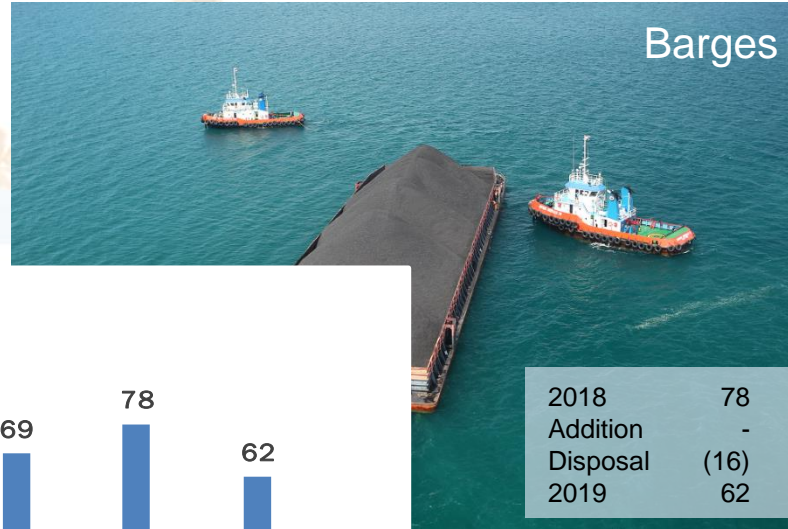 Barges
78
69
62
2018 78
Addition -
Disposal (16)
2019 62